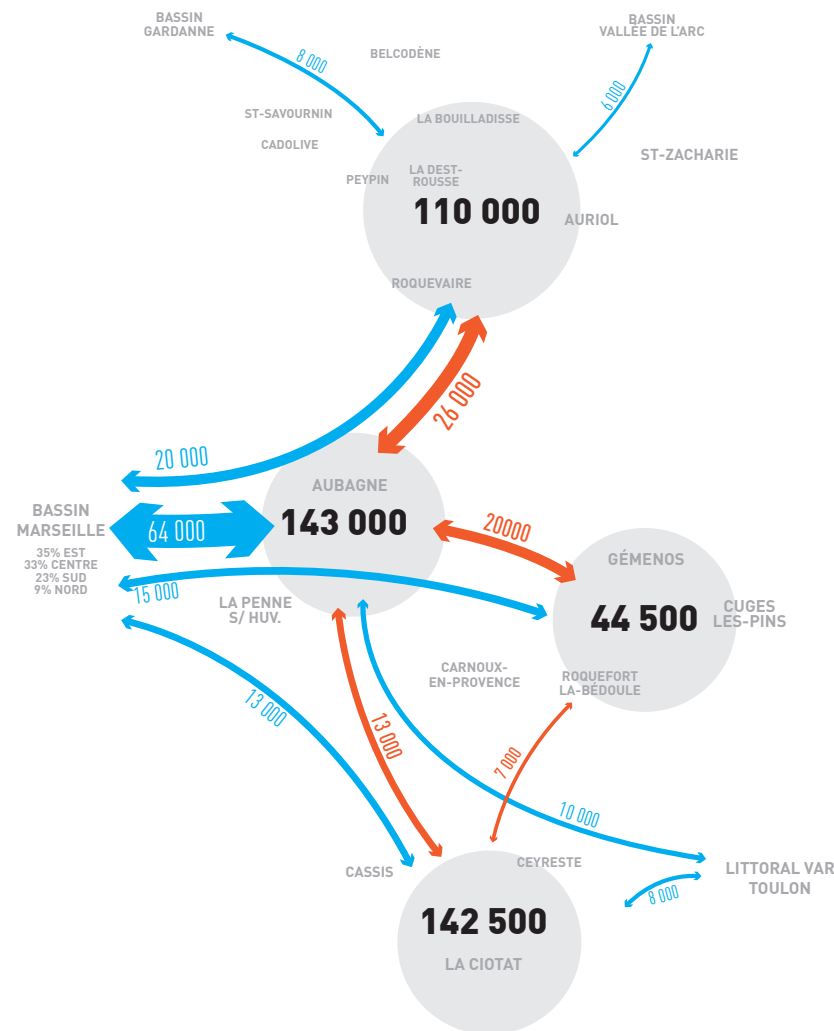 BASSIN
GARDANNE
BASSIN
VALLÉE DE L'ARC
8 000
BELCODÈNE
6 000
ST-SAVOURNIN
LA BOUILLADISSE
CADOLIVE
ST-ZACHARIE
PEYPIN
LA DEST-
ROUSSE
110 000
AURIOL
ROQUEVAIRE
26 000
20 000
AUBAGNE
BASSIN
MARSEILLE
64 000
143 000
20000
35% EST
33% CENTRE
23% SUD
9% NORD
15 000
GÉMENOS
LA PENNE
S/ HUV.
44 500
CUGES
LES-PINS
CARNOUX-
EN-PROVENCE
ROQUEFORT
LA-BÉDOULE
13 000
13 000
7 000
10 000
CASSIS
CEYRESTE
LITTORAL VAR
TOULON
8 000
142 500
LA CIOTAT